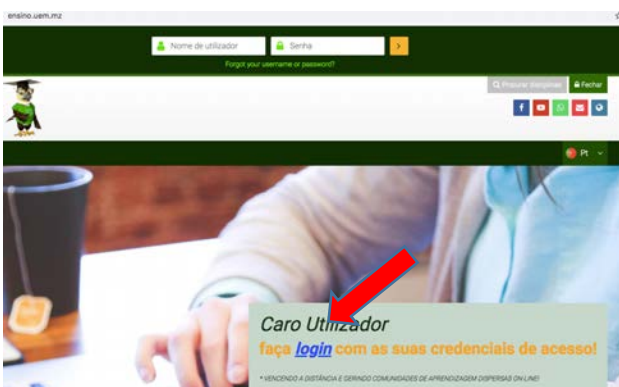 ensino.uem.mz
Nome de utilizador
Senha
>
Forgot your username or password?
Procurar disciplinas
Fechar
Pt
Caro Utilizador
faça login com as suas credenciais de acesso!
* VENCENDO A DISTÂNCIA E GERINDO COMUNIDADES DE APRENDIZAGEM DISPERSAS ON-LINE!